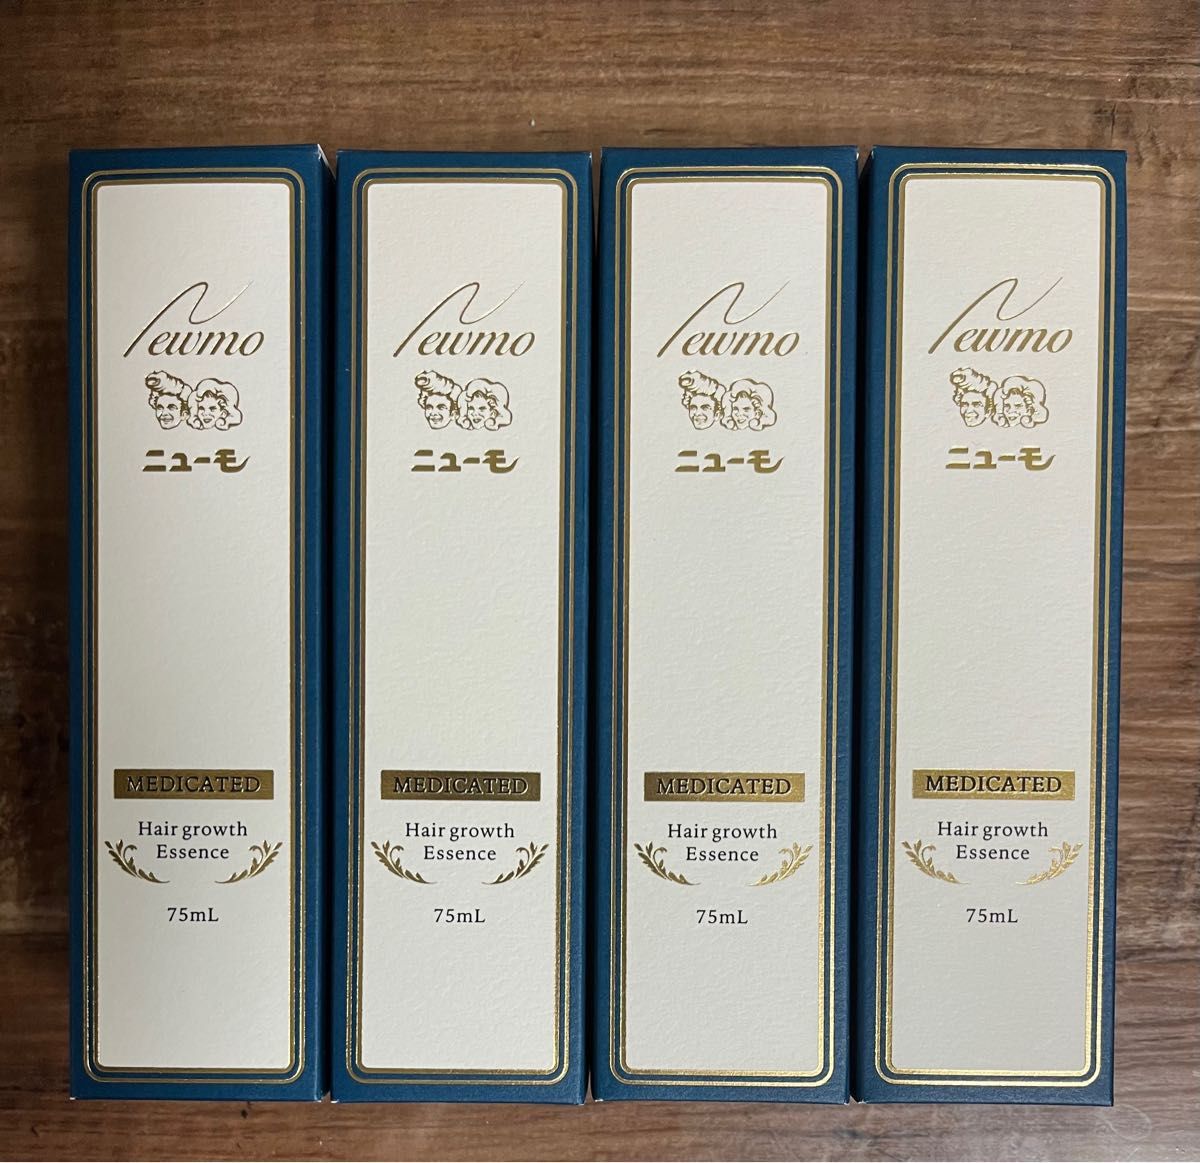 Newmo
ニューモ
MEDICATED
Hair growth
Essence
75mL
Newmo
ニューモ
MEDICATED
Hair growth
Essence
75mL
Newmo
ニューモ
MEDICATED
Hair growth
Essence
75mL
Newmo
ニューモ
MEDICATED
Hair growth
Essence
75mL